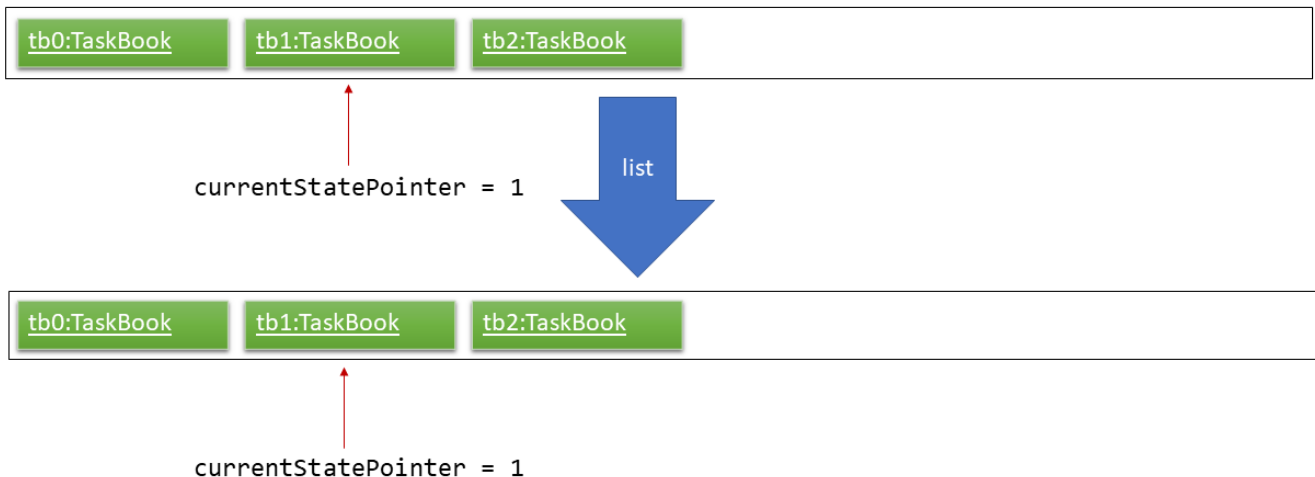 tb0:TaskBook tb1:TaskBook tb2:TaskBook
list
currentStatePointer = 1
tb0:TaskBook tb1:TaskBook tb2:TaskBook
currentStatePointer = 1